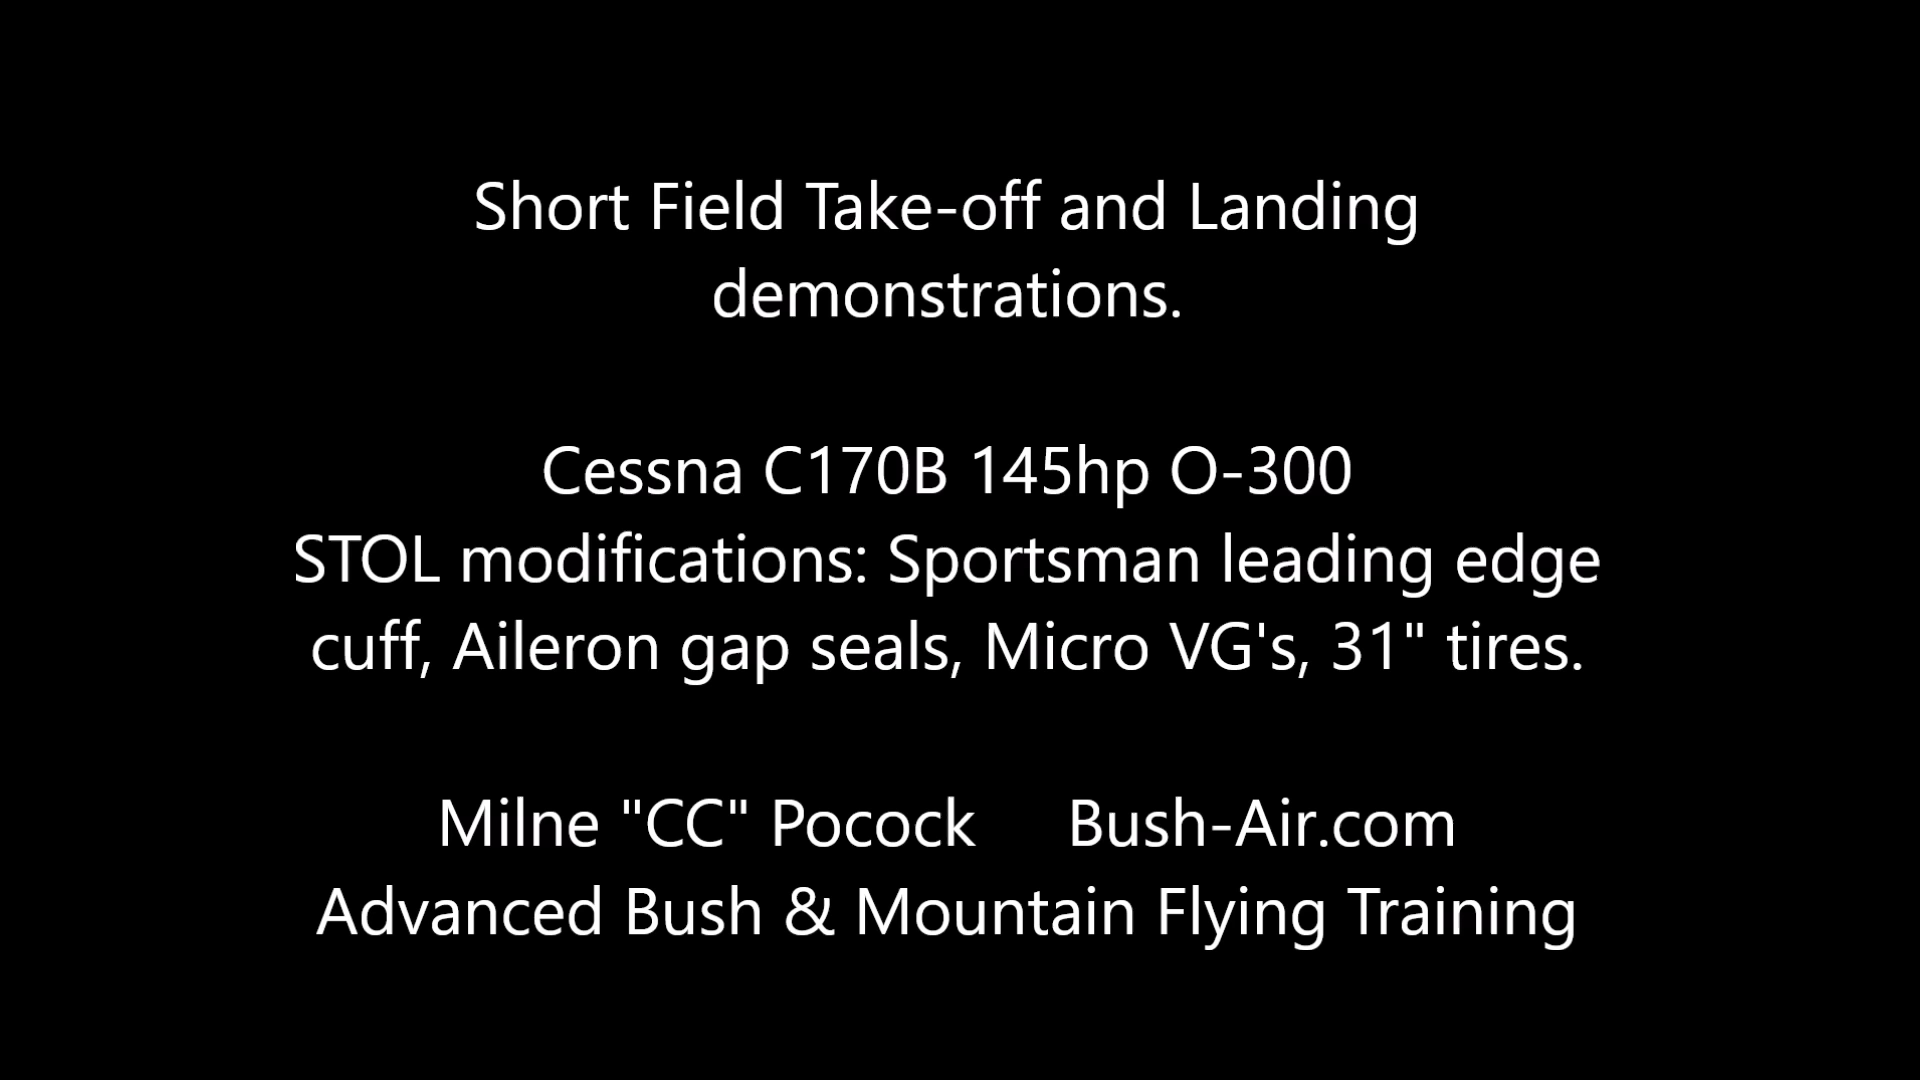 Short Field Take-off and Landing
demonstrations.
Cessna C170B 145hp O-300
STOL modifications: Sportsman leading edge
cuff, Aileron gap seals, Micro VG's, 31" tires.
Milne "CC" Pocock     Bush-Air.com
Advanced Bush & Mountain Flying Training